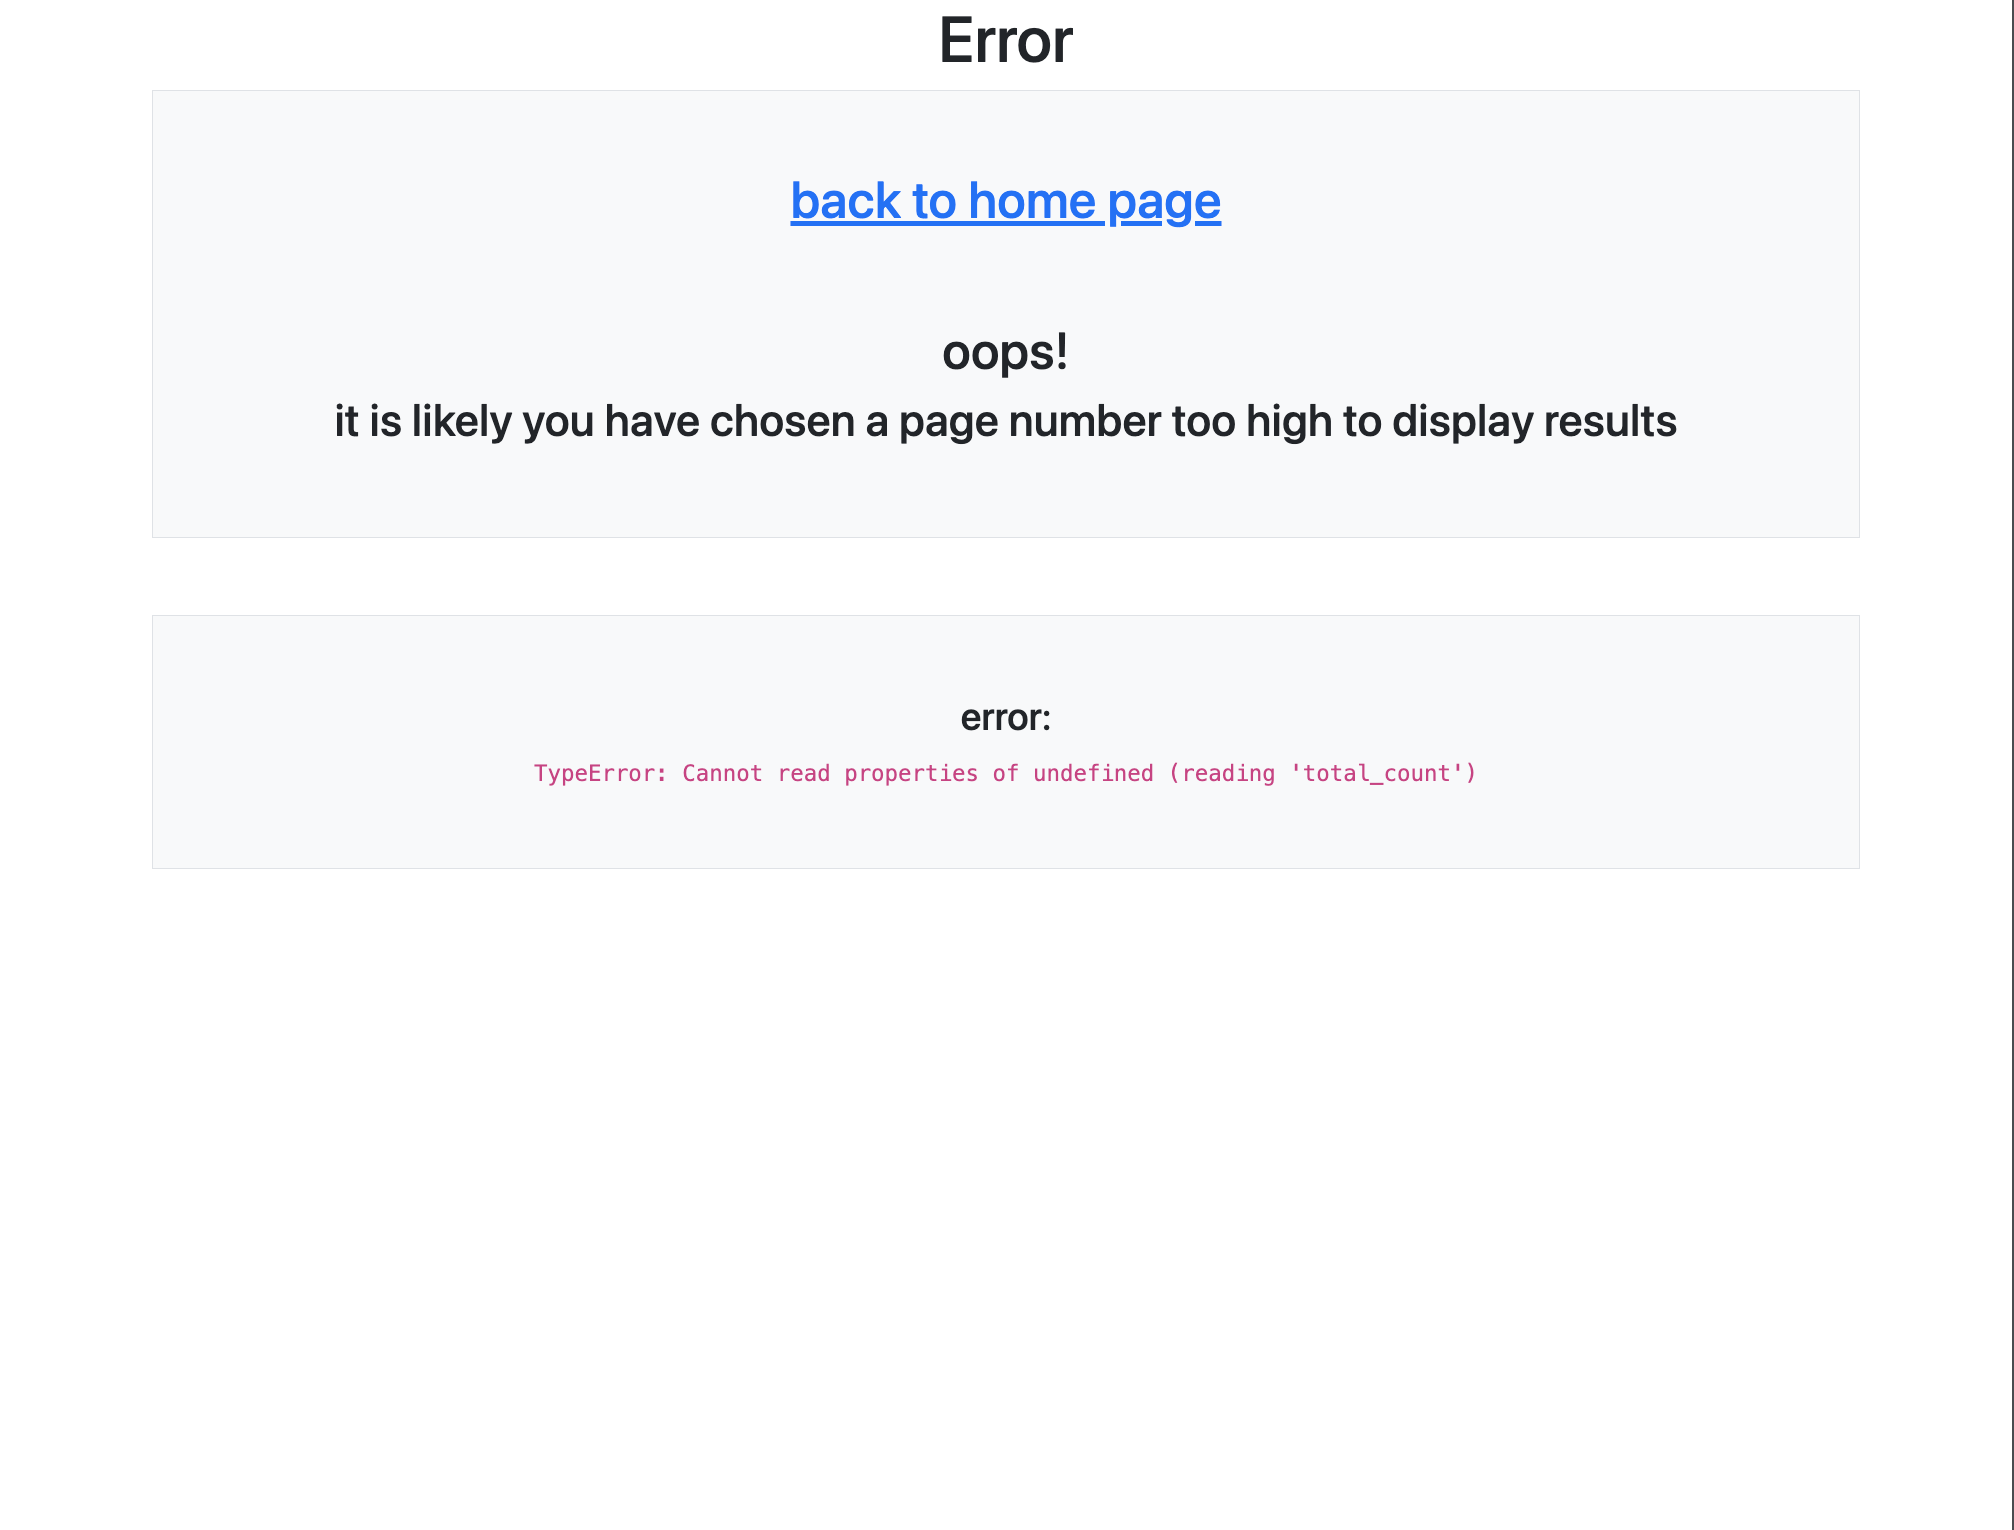 Error
back to home page
oops!
it is likely you have chosen a page number too high to display results
error:
TypeError: Cannot read properties of undefined (reading 'total_count')